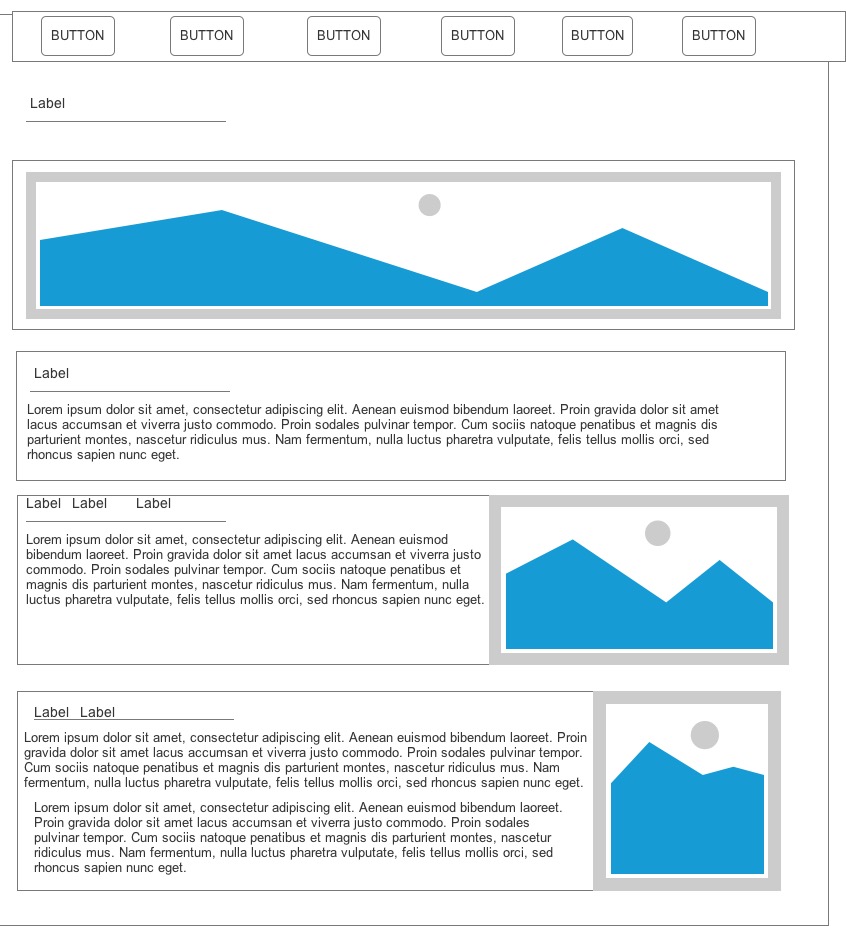 BUTTON BUTTON BUTTON BUTTON BUTTON BUTTON
Label
Label
Lorem ipsum dolor sit amet, consectetur adipiscing elit. Aenean euismod bibendum laoreet. Proin gravida dolor sit amet
lacus accumsan et viverra justo commodo. Proin sodales pulvinar tempor. Cum sociis natoque penatibus et magnis dis
parturient montes, nascetur ridiculus mus. Nam fermentum, nulla luctus pharetra vulputate, felis tellus mollis orci, sed
rhoncus sapien nunc eget.
Label Label Label
Lorem ipsum dolor sit amet, consectetur adipiscing elit. Aenean euismod
bibendum laoreet. Proin gravida dolor sit amet lacus accumsan et viverra justo
commodo. Proin sodales pulvinar tempor. Cum sociis natoque penatibus et
magnis dis parturient montes, nascetur ridiculus mus. Nam fermentum, nulla
luctus pharetra vulputate, felis tellus mollis orci, sed rhoncus sapien nunc eget.
Label Label
Lorem ipsum dolor sit amet, consectetur adipiscing elit. Aenean euismod bibendum laoreet. Proin
gravida dolor sit amet lacus accumsan et viverra justo commodo. Proin sodales pulvinar tempor.
Cum sociis natoque penatibus et magnis dis parturient montes, nascetur ridiculus mus. Nam
fermentum, nulla luctus pharetra vulputate, felis tellus mollis orci, sed rhoncus sapien nunc eget.
Lorem ipsum dolor sit amet, consectetur adipiscing elit. Aenean euismod bibendum laoreet.
Proin gravida dolor sit amet lacus accumsan et viverra justo commodo. Proin sodales
pulvinar tempor. Cum sociis natoque penatibus et magnis dis parturient montes, nascetur
ridiculus mus. Nam fermentum, nulla luctus pharetra vulputate, felis tellus mollis orci, sed
rhoncus sapien nunc eget.